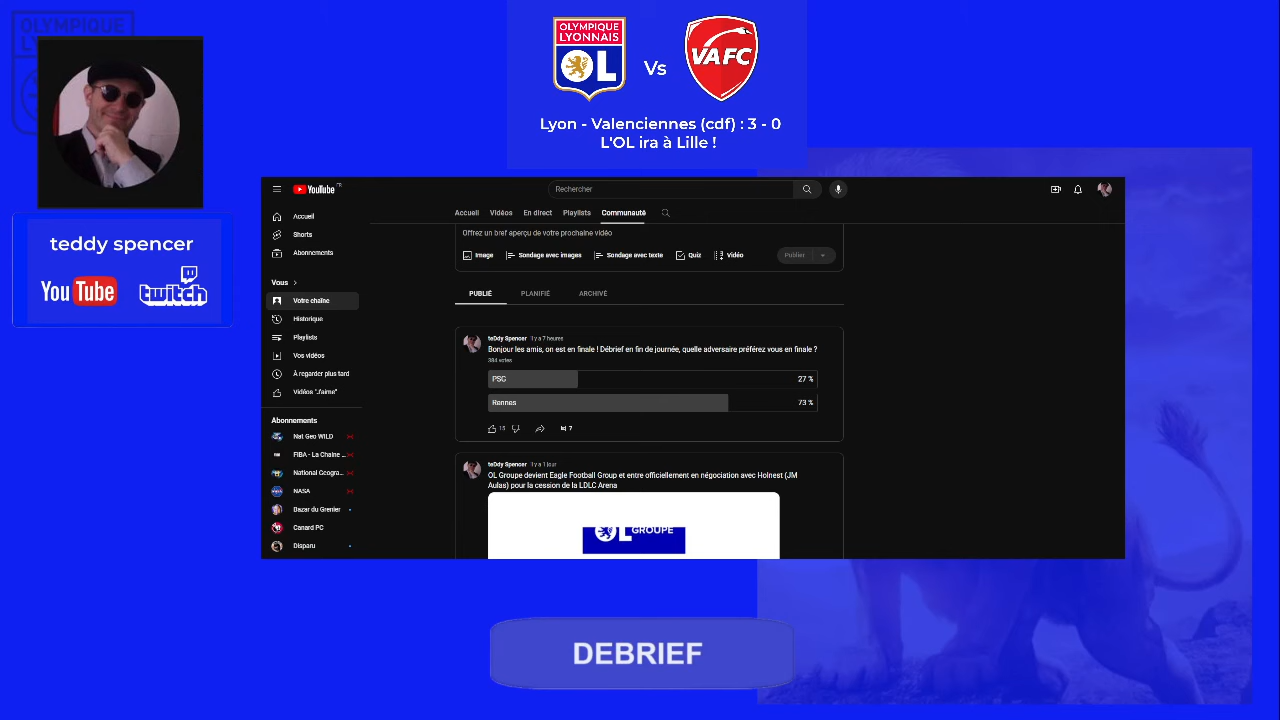 OLYMPIQUE
OLYMPIQUE
LYONNAIS
OL
Vs
VAFC
Lyon - Valenciennes (cdf) : 3 - 0
L'OL ira à Lille !
teddy spencer
YouTube
twitch
YouTube FR
Rechercher
Accueil
Shorts
Abonnements
Vous
Votre chaîne
Historique
Playlists
Vos vidéos
À regarder plus tard
Vidéos "J'aime"
Abonnements
Nat Geo WILD
FIBA - La Chaine ...
National Geogra...
NASA
Bazar du Grenier
Canard PC
Disparu
Accueil Vidéos En direct Playlists Communauté
Offrez un bref aperçu de votre prochaine vidéo
Image Sondage avec images Sondage avec texte Quiz Vidéo Publier
PUBLIÉ PLANIFIÉ ARCHIVÉ
teDdy Spencer il y a 7 heures
Bonjour les amis, on est en finale ! Débrief en fin de journée, quelle adversaire préférez vous en finale ?
384 votes
PSG 27 %
Rennes 73 %
15 7
teDdy Spencer il y a 1 jour
OL Groupe devient Eagle Football Group et entre officiellement en négociation avec Holnest (JM
Aulas) pour la cession de la LDLC Arena
OL GROUPE
DEBRIEF